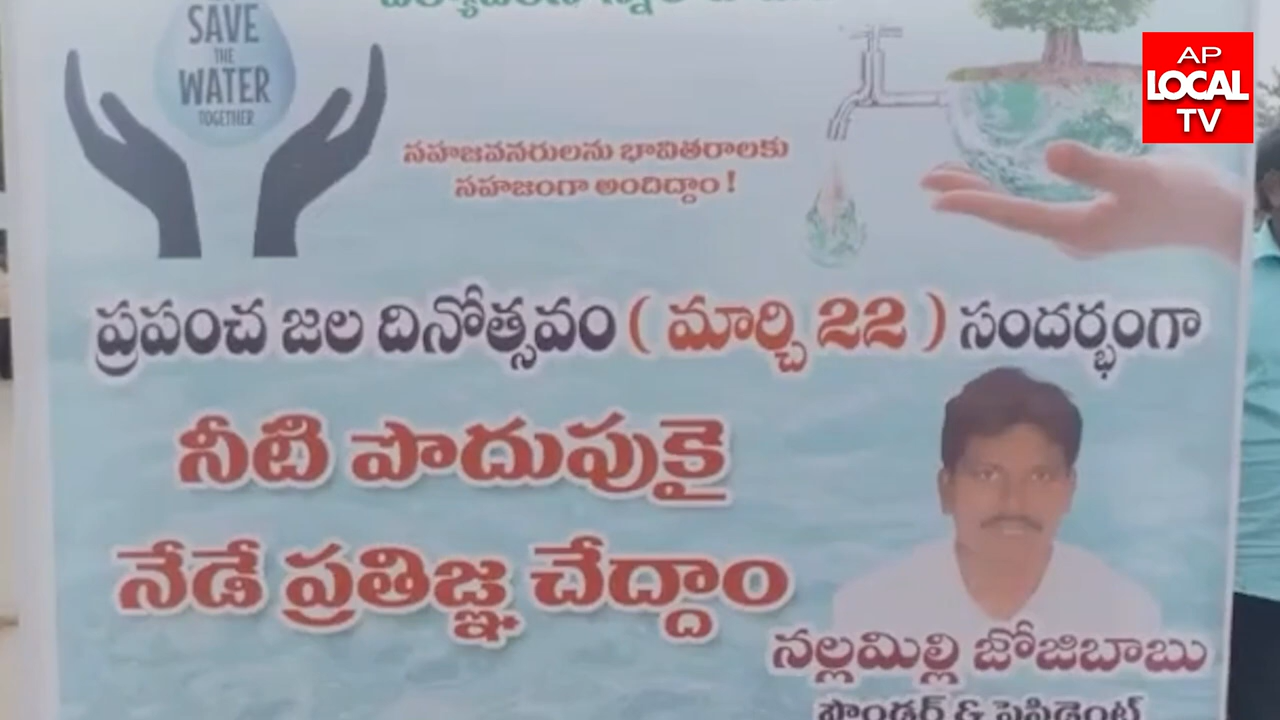 SAVE
THE
WATER
TOGETHER
AP
LOCAL
TV
సహజవనరులను భావితరాలకు
సహజంగా అందిద్దాం !
ప్రపంచ జల దినోత్సవం ( మార్చి 22 ) సందర్భంగా
నీటి పొదుపుకై
నేడే ప్రతిజ్ఞ చేద్దాం
నల్లమిల్లి జోజిబాబు
ఫౌండర్ & ప్రెసిడెంట్